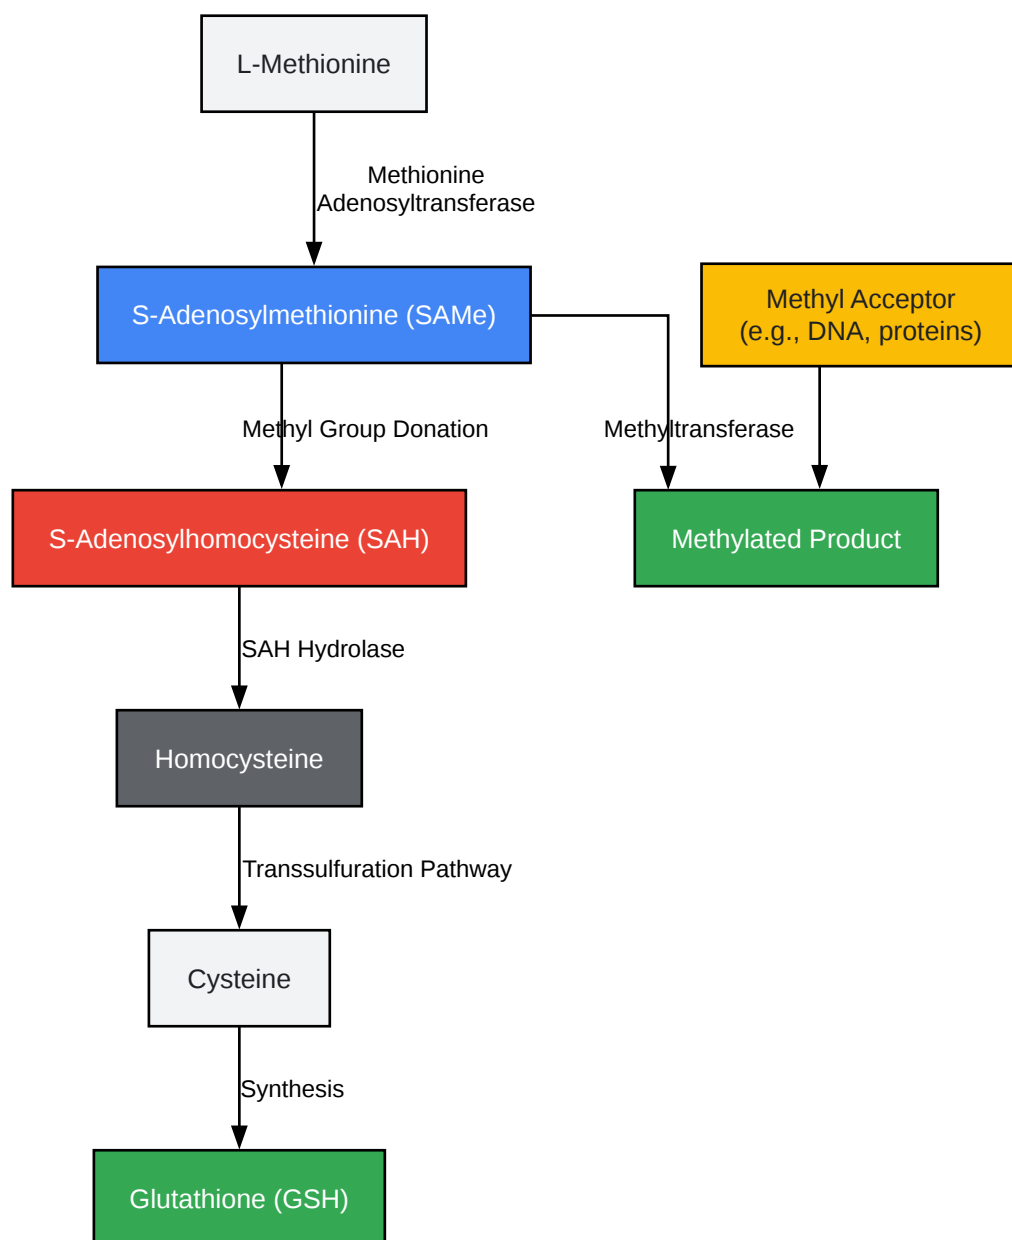 L-Methionine
Methionine
Adenosyltransferase
S-Adenosylmethionine (SAMe)
Methyl Acceptor
(e.g., DNA, proteins)
Methyl Group Donation
Methyltransferase
S-Adenosylhomocysteine (SAH)
Methylated Product
SAH Hydrolase
Homocysteine
Transsulfuration Pathway
Cysteine
Synthesis
Glutathione (GSH)